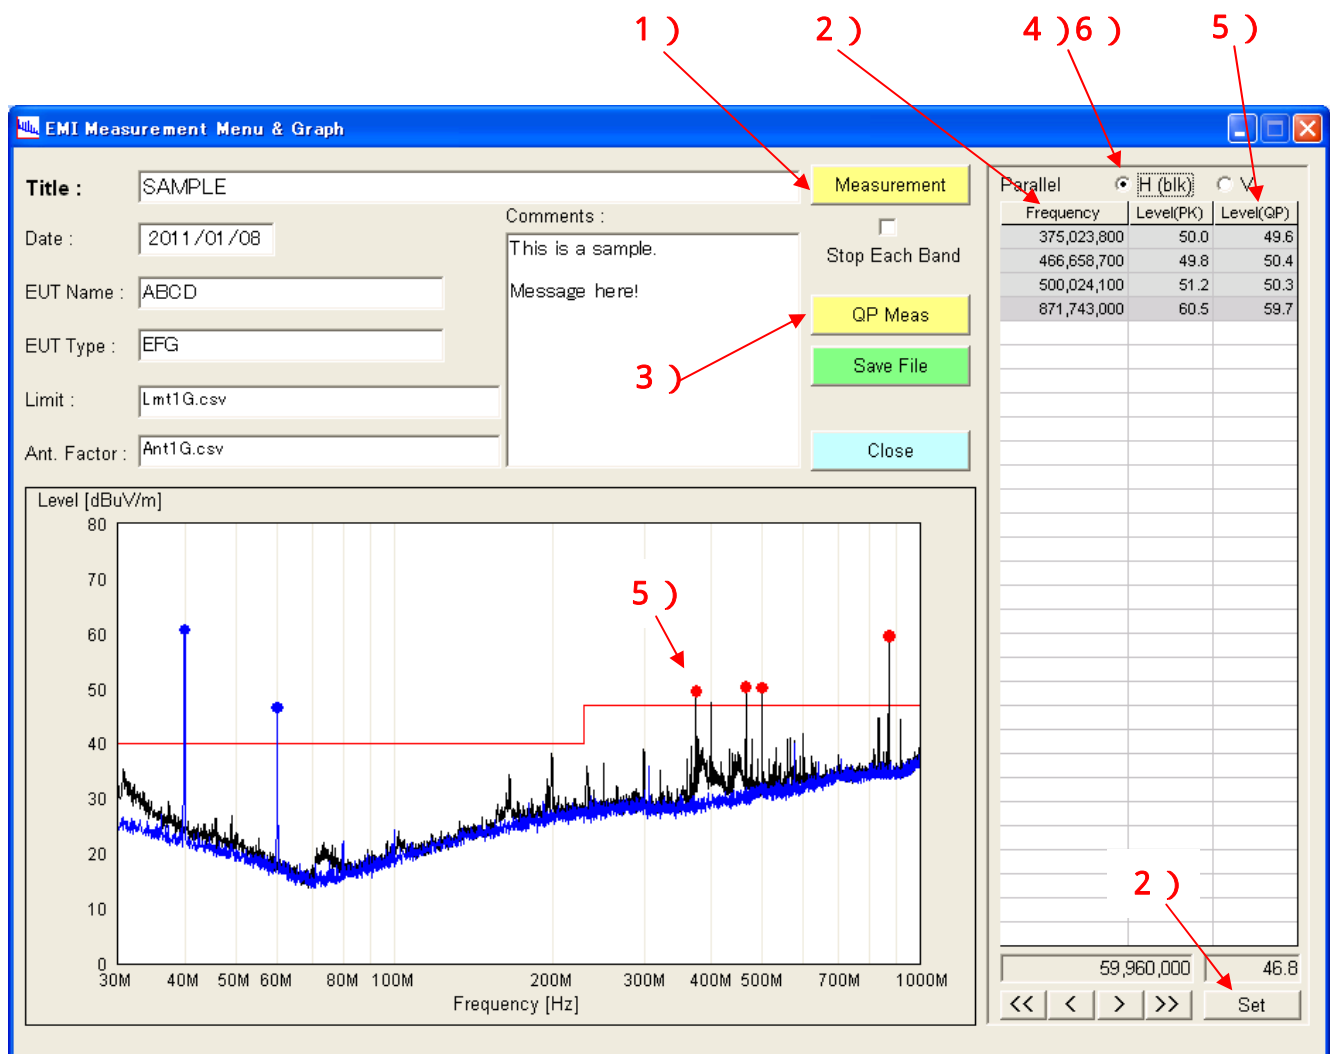 1 )
2 )
4 )6 )
5 )
EMI Measurement Menu & Graph
Title :
SAMPLE
Measurement
Parallel
H (blk)
V
Date :
2011/01/08
Comments :
This is a sample.
Message here!
Stop Each Band
Frequency Level(PK) Level(QP)
375,023,800 50.0 49.6
466,658,700 49.8 50.4
500,024,100 51.2 50.3
871,743,000 60.5 59.7
EUT Name :
ABCD
QP Meas
EUT Type :
EFG
3 )
Save File
Limit :
Lmt1G.csv
Ant. Factor :
Ant1G.csv
Close
Level [dBuV/m]
80
70
60
50
40
30
20
10
0
5 )
30M 40M 50M 60M 80M 100M 200M 300M 400M 500M 700M 1000M
Frequency [Hz]
2 )
59,960,000 46.8
<< < > >> Set